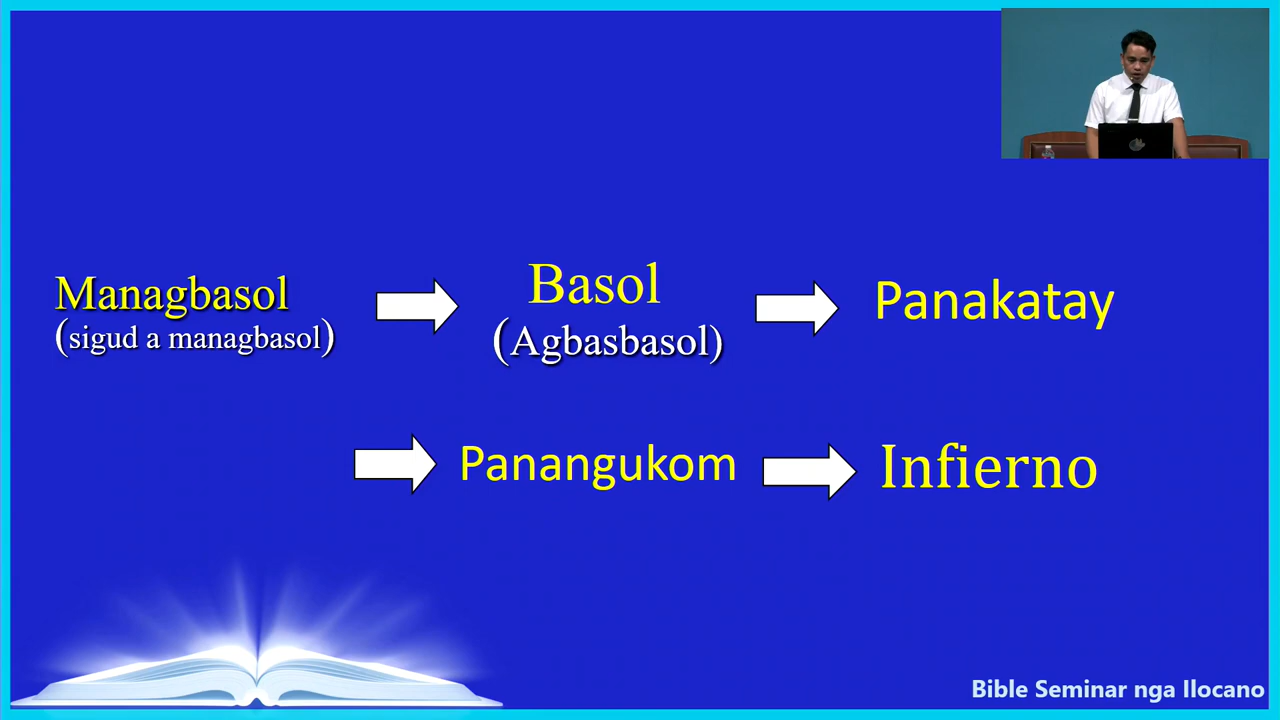 Managbasol
(sigud a managbasol)
Basol
(Agbasbasol)
Panakatay
Panangukom
Infierno
Bible Seminar nga Ilocano